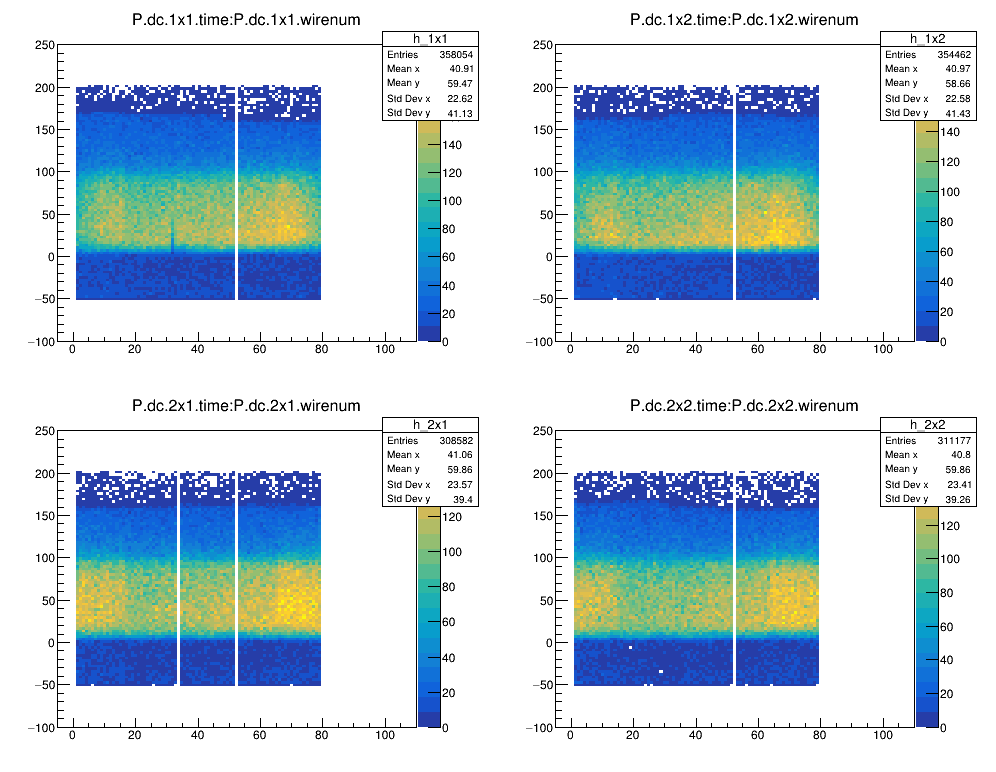 P.dc.1x1.time:P.dc.1x1.wirenum
h_1x1
Entries 358054
Mean x 40.91
Mean y 59.47
Std Dev x 22.62
Std Dev y 41.13
250
200
150
100
50
0
−50
−100
0 20 40 60 80 100
140
120
100
80
60
40
20
0
P.dc.1x2.time:P.dc.1x2.wirenum
h_1x2
Entries 354462
Mean x 40.97
Mean y 58.66
Std Dev x 22.58
Std Dev y 41.43
250
200
150
100
50
0
−50
−100
0 20 40 60 80 100
140
120
100
80
60
40
20
0
P.dc.2x1.time:P.dc.2x1.wirenum
h_2x1
Entries 308582
Mean x 41.06
Mean y 59.86
Std Dev x 23.57
Std Dev y 39.4
250
200
150
100
50
0
−50
−100
0 20 40 60 80 100
120
100
80
60
40
20
0
P.dc.2x2.time:P.dc.2x2.wirenum
h_2x2
Entries 311177
Mean x 40.8
Mean y 59.86
Std Dev x 23.41
Std Dev y 39.26
250
200
150
100
50
0
−50
−100
0 20 40 60 80 100
120
100
80
60
40
20
0